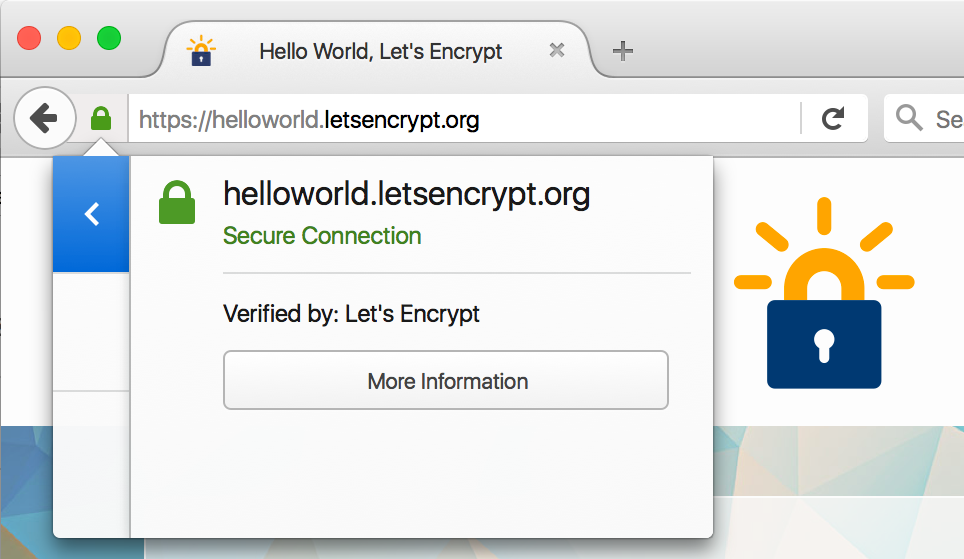 Hello World, Let's Encrypt
https://helloworld.letsencrypt.org
Se
helloworld.letsencrypt.org
Secure Connection
Verified by: Let's Encrypt
More Information